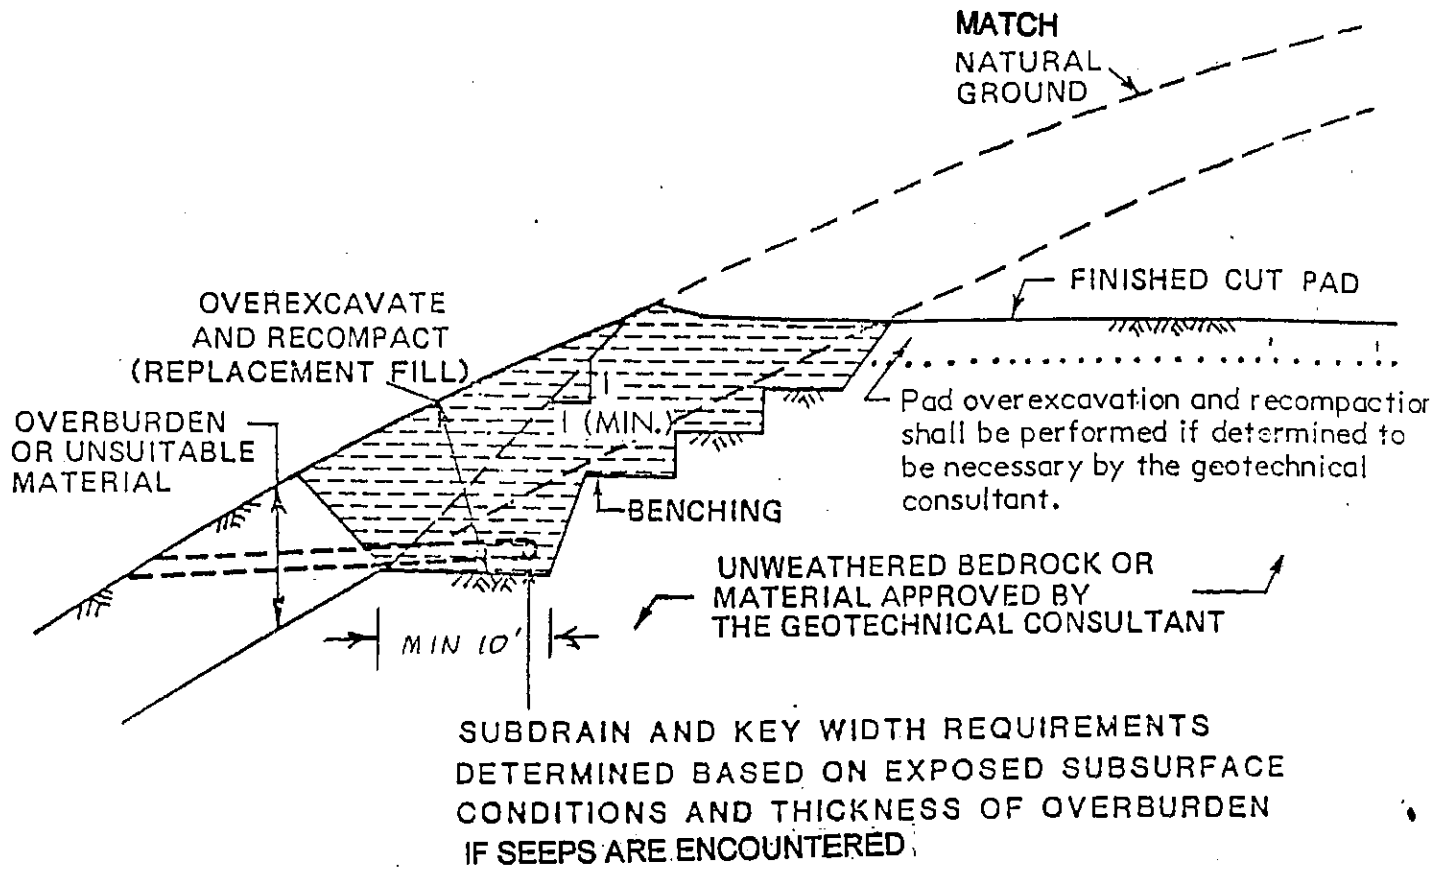 MATCH
NATURAL
GROUND
FINISHED CUT PAD
OVEREXCAVATE
AND RECOMPACT
(REPLACEMENT FILL)
OVERBURDEN
OR UNSUITABLE
MATERIAL
1
1 (MIN.)
Pad overexcavation and recompaction
shall be performed if determined to
be necessary by the geotechnical
consultant.
BENCHING
UNWEATHERED BEDROCK OR
MATERIAL APPROVED BY
THE GEOTECHNICAL CONSULTANT
MIN 10'
SUBDRAIN AND KEY WIDTH REQUIREMENTS
DETERMINED BASED ON EXPOSED SUBSURFACE
CONDITIONS AND THICKNESS OF OVERBURDEN
IF SEEPS ARE ENCOUNTERED